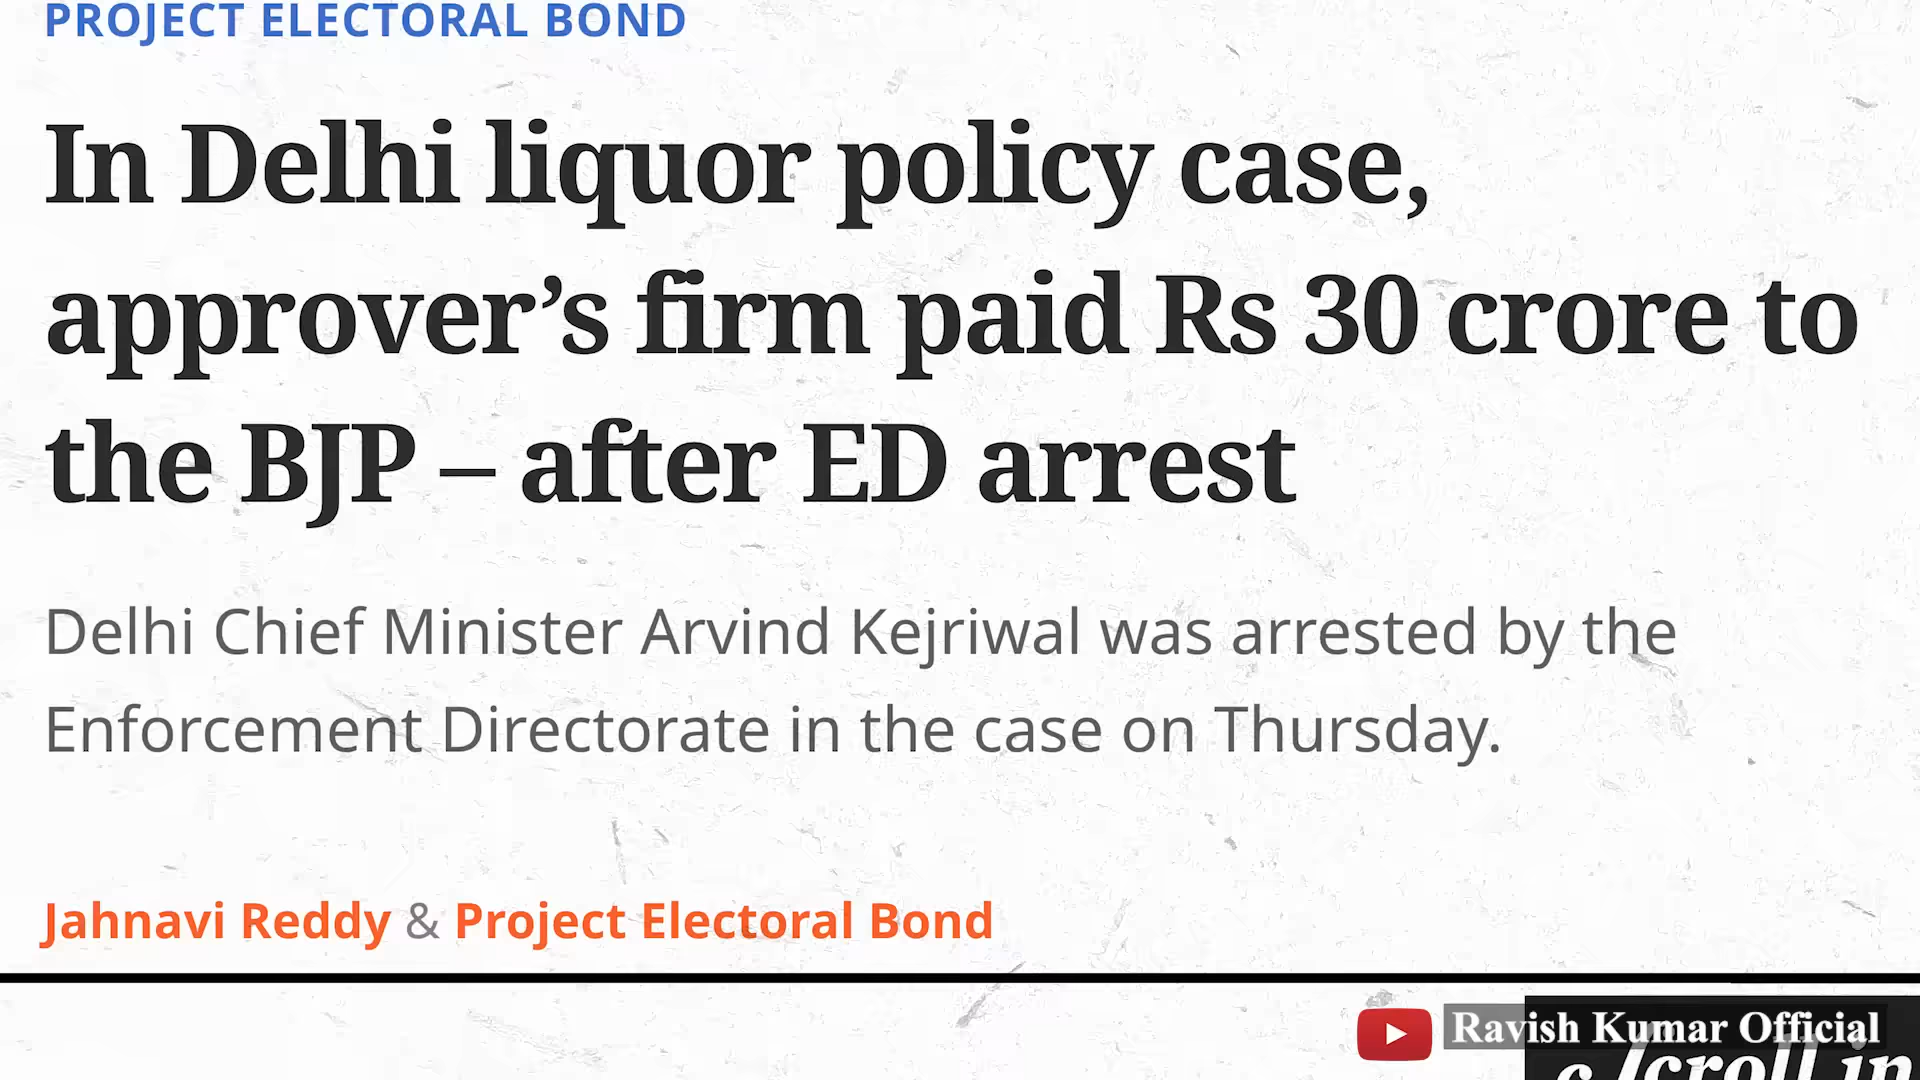 PROJECT ELECTORAL BOND
In Delhi liquor policy case,
approver’s firm paid Rs 30 crore to
the BJP – after ED arrest
Delhi Chief Minister Arvind Kejriwal was arrested by the
Enforcement Directorate in the case on Thursday.
Jahnavi Reddy & Project Electoral Bond
Ravish Kumar Official
Scroll.in